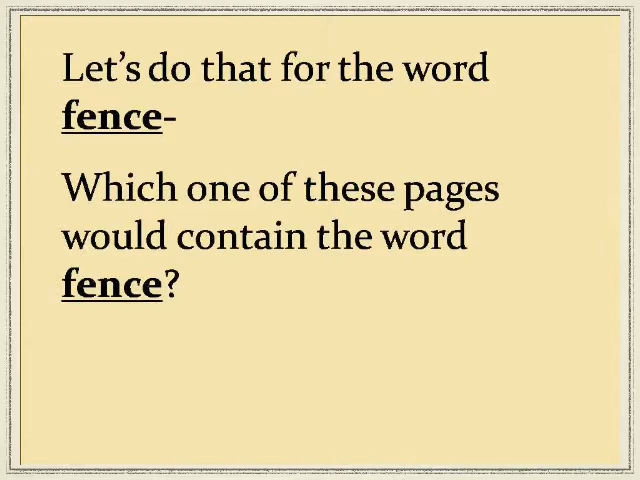 Let's do that for the word
fence-
Which one of these pages
would contain the word
fence?